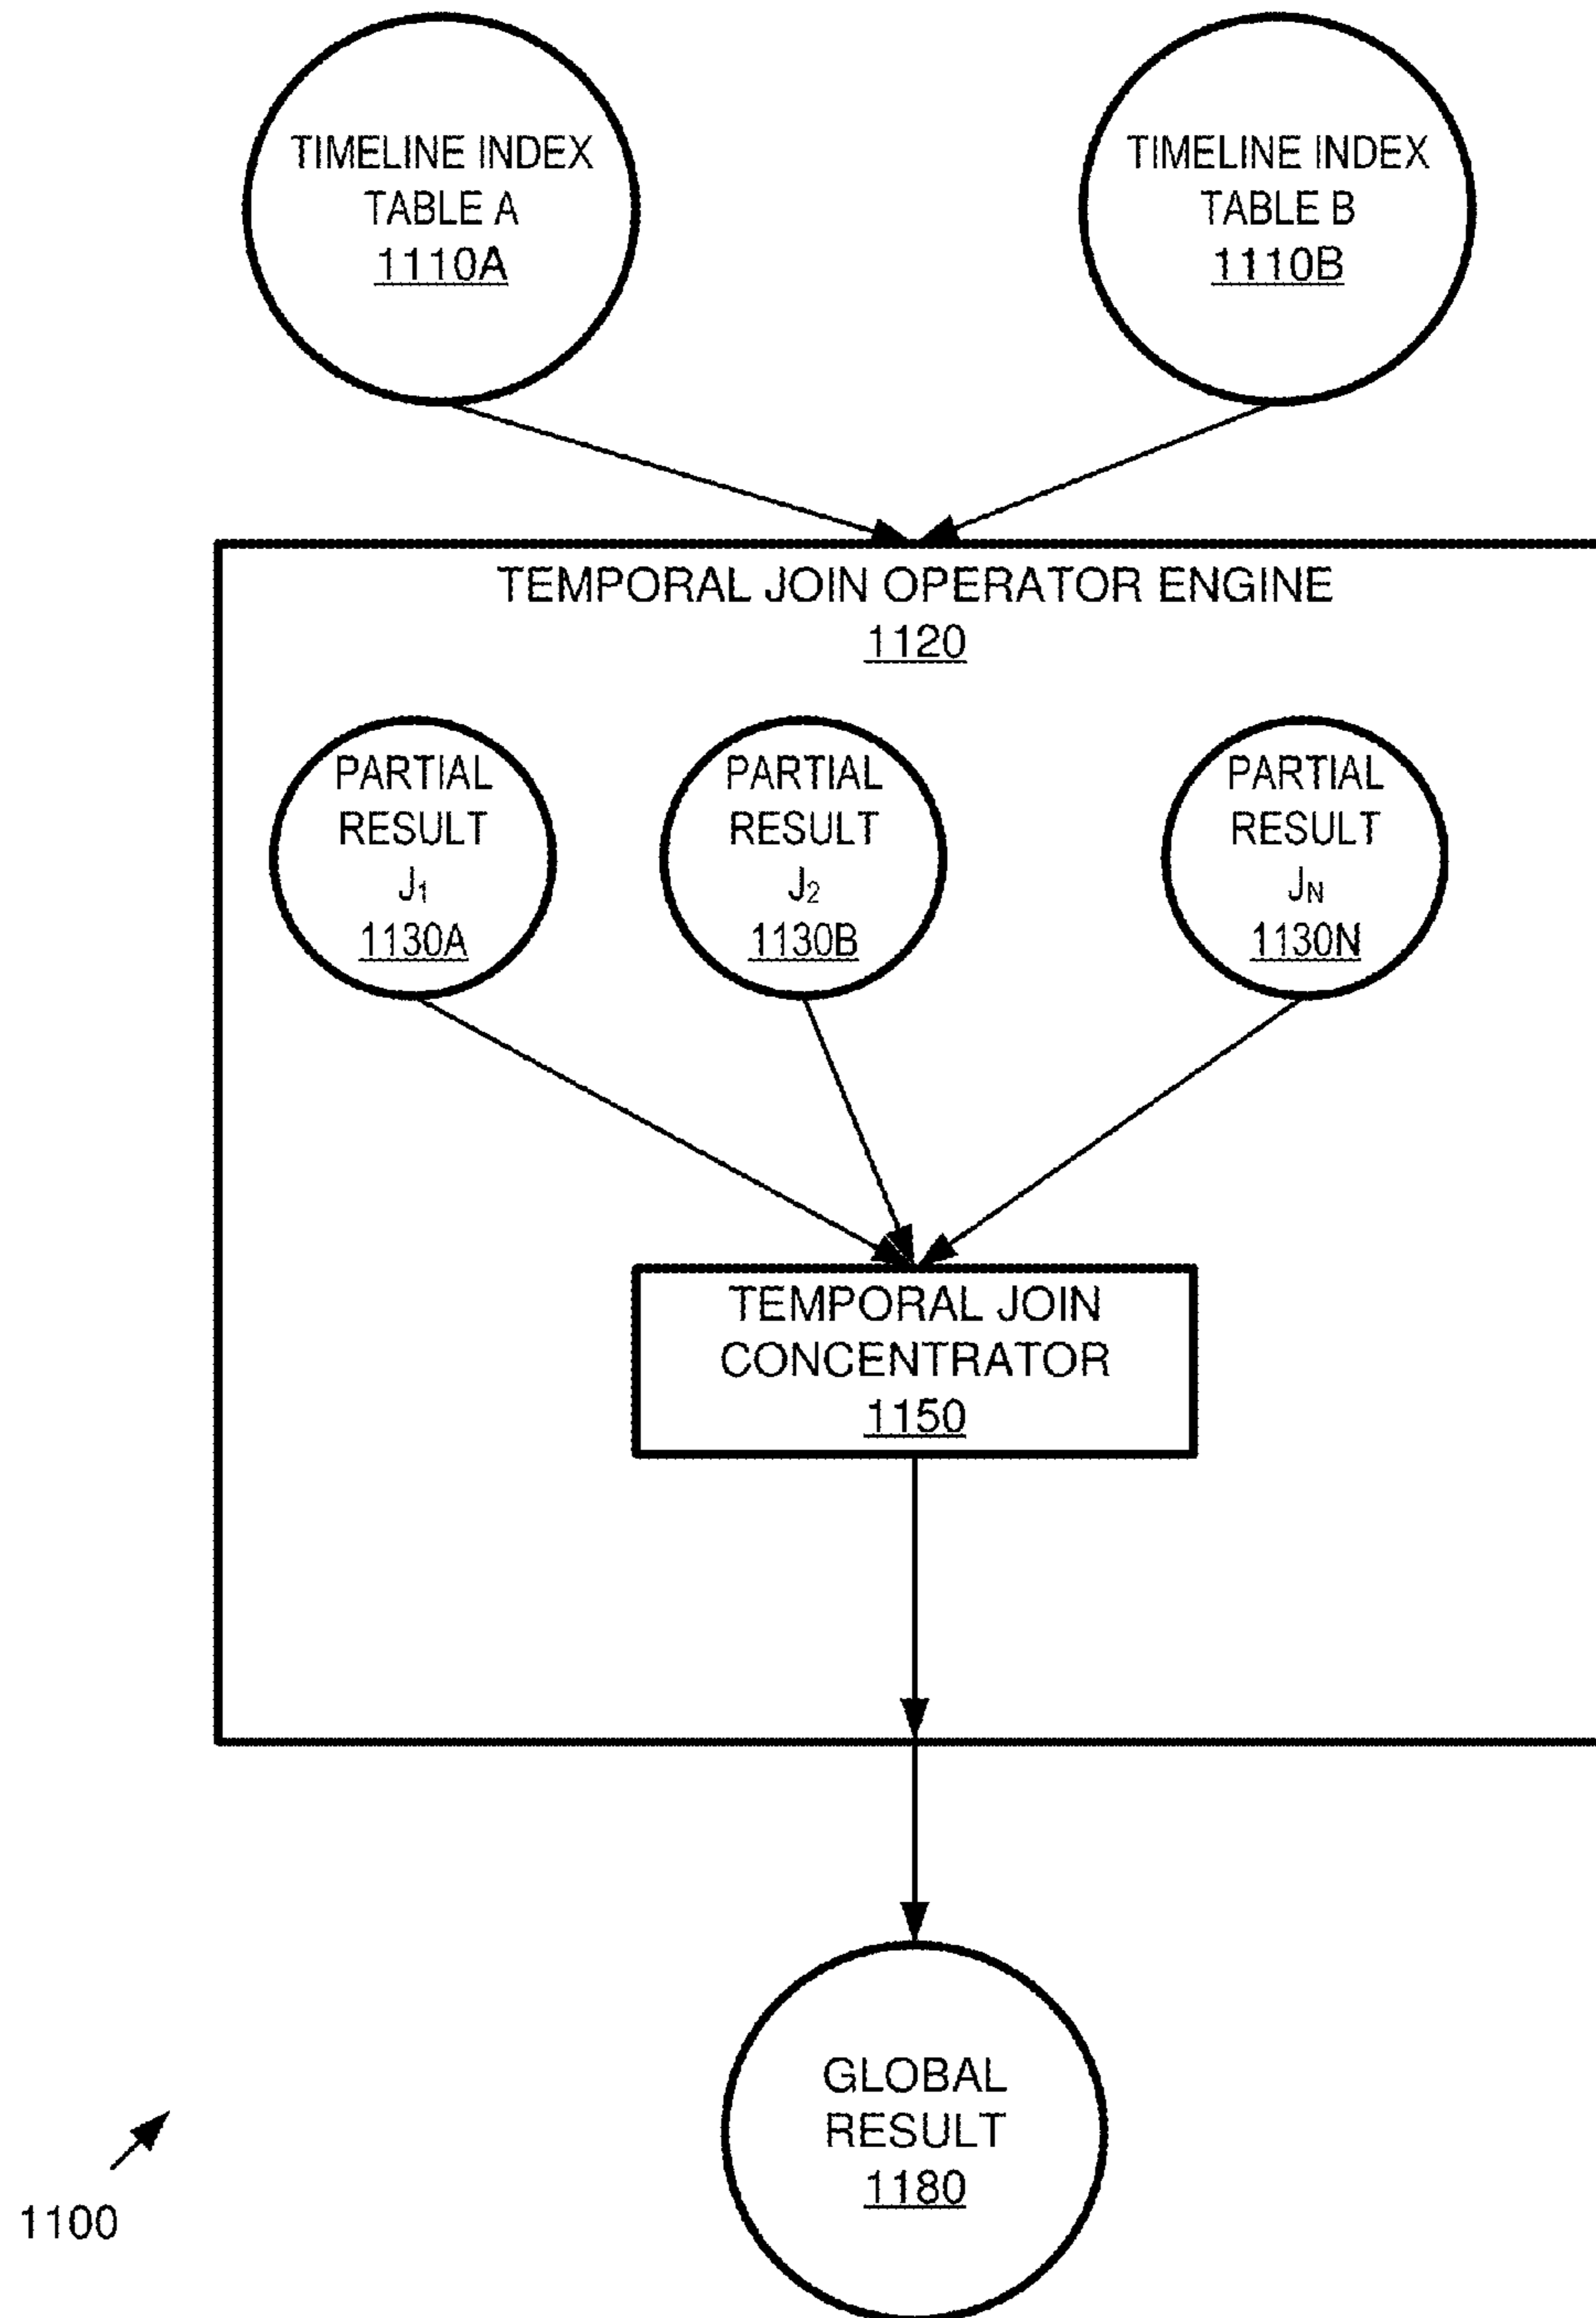 TIMELINE INDEX
TABLE A
1110A
TIMELINE INDEX
TABLE B
1110B
TEMPORAL JOIN OPERATOR ENGINE
1120
PARTIAL
RESULT
J₁
1130A
PARTIAL
RESULT
J₂
1130B
PARTIAL
RESULT
J_N
1130N
TEMPORAL JOIN
CONCENTRATOR
1150
GLOBAL
RESULT
1180
1100